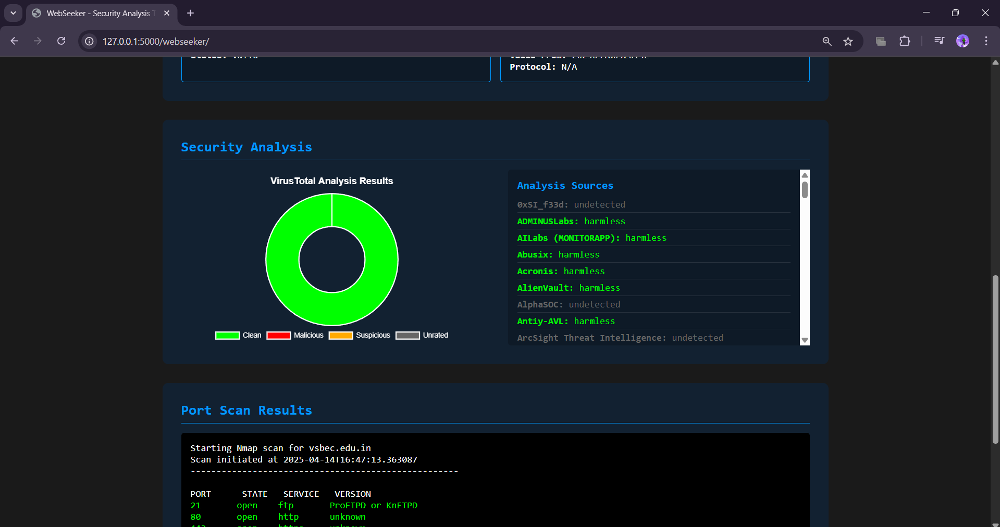 WebSeeker - Security Analysis
127.0.0.1:5000/webseeker/
Status: Valid
Protocol: N/A
Security Analysis
VirusTotal Analysis Results
Clean
Malicious
Suspicious
Unrated
Analysis Sources
0xSI_f33d: undetected
ADMINUSLabs: harmless
AILabs (MONITORAPP): harmless
Abusix: harmless
Acronis: harmless
AlienVault: harmless
AlphaSOC: undetected
Antiy-AVL: harmless
ArcSight Threat Intelligence: undetected
Port Scan Results
Starting Nmap scan for vsbec.edu.in
Scan initiated at 2025-04-14T16:47:13.363087
----------------------------------------------------
PORT STATE SERVICE VERSION
21 open ftp ProFTPD or KnFTPD
80 open http unknown